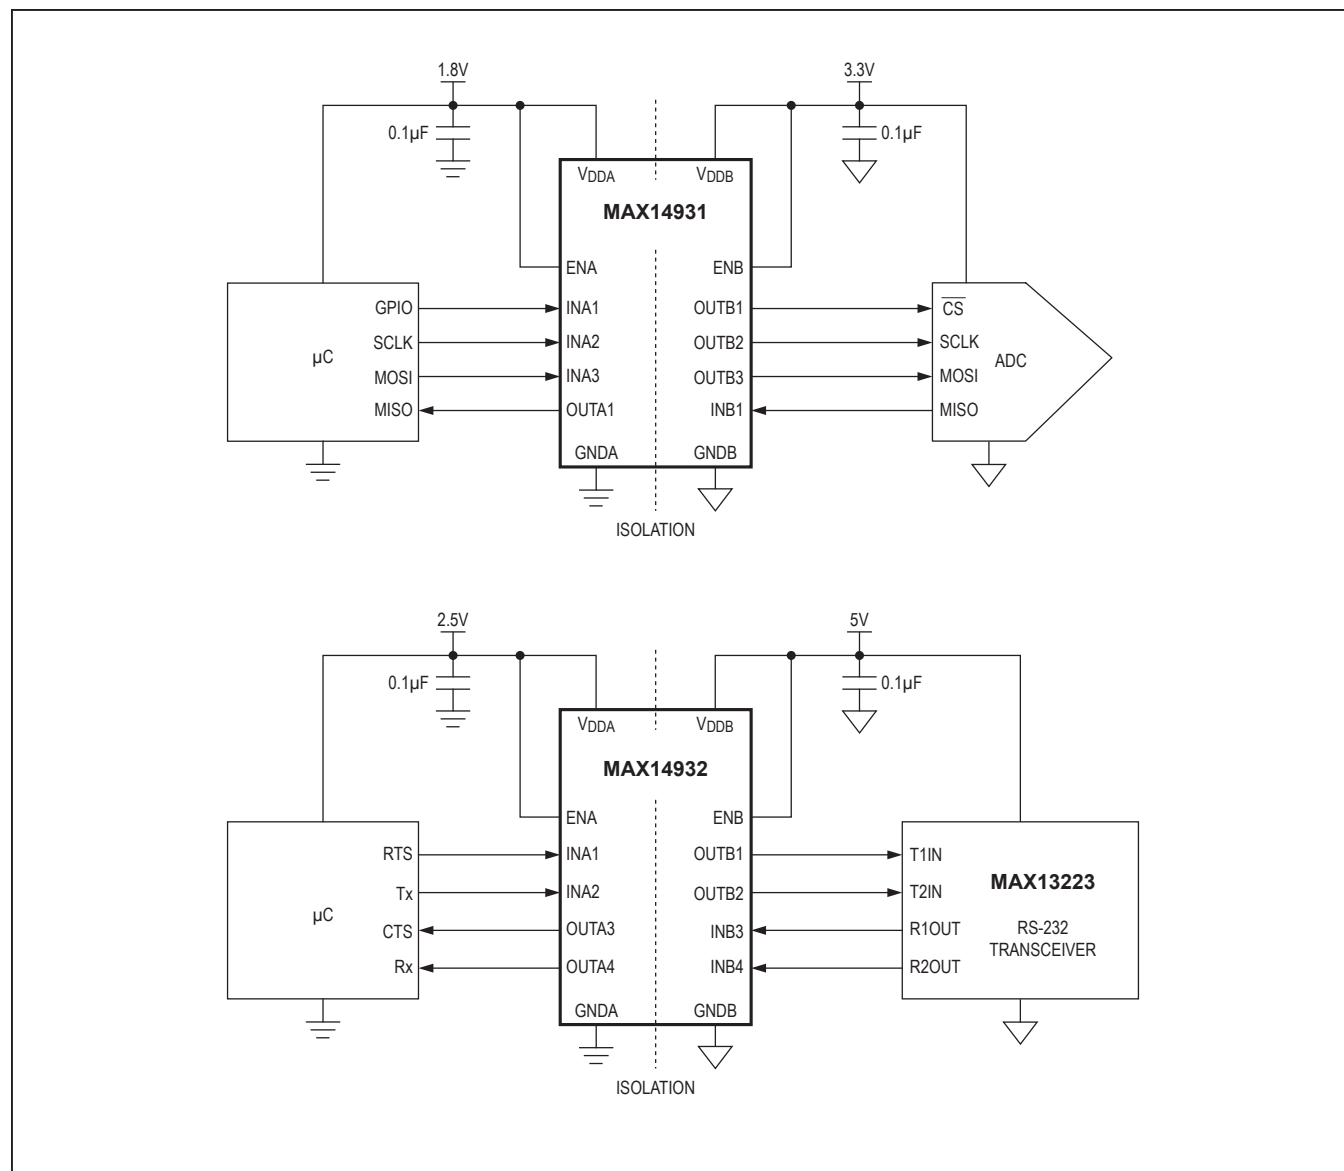 1.8V
3.3V
0.1µF
0.1µF
VDDA
VDDB
MAX14931
ENA
ENB
GPIO
INA1
OUTB1
CS
µC
SCLK
INA2
OUTB2
SCLK
ADC
MOSI
INA3
OUTB3
MOSI
MISO
OUTA1
INB1
MISO
GNDA
GNDB
ISOLATION
2.5V
5V
0.1µF
0.1µF
VDDA
VDDB
MAX14932
ENA
ENB
RTS
INA1
OUTB1
T1IN
µC
Tx
INA2
OUTB2
T2IN
MAX13223
CTS
OUTA3
INB3
R1OUT
RS-232
TRANSCEIVER
Rx
OUTA4
INB4
R2OUT
GNDA
GNDB
ISOLATION